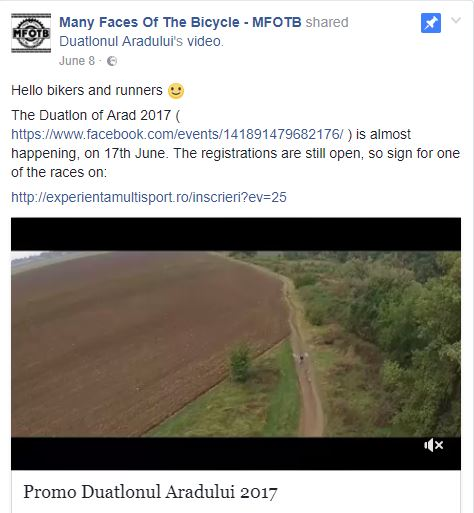 MFOTB
Many Faces Of The Bicycle - MFOTB shared
Duatlonul Aradului's video.
June 8 ·
Hello bikers and runners
The Duatlon of Arad 2017 (
https://www.facebook.com/events/141891479682176/ ) is almost
happening, on 17th June. The registrations are still open, so sign for one
of the races on:
http://experientamultisport.ro/inscrieri?ev=25
Promo Duatlonul Aradului 2017